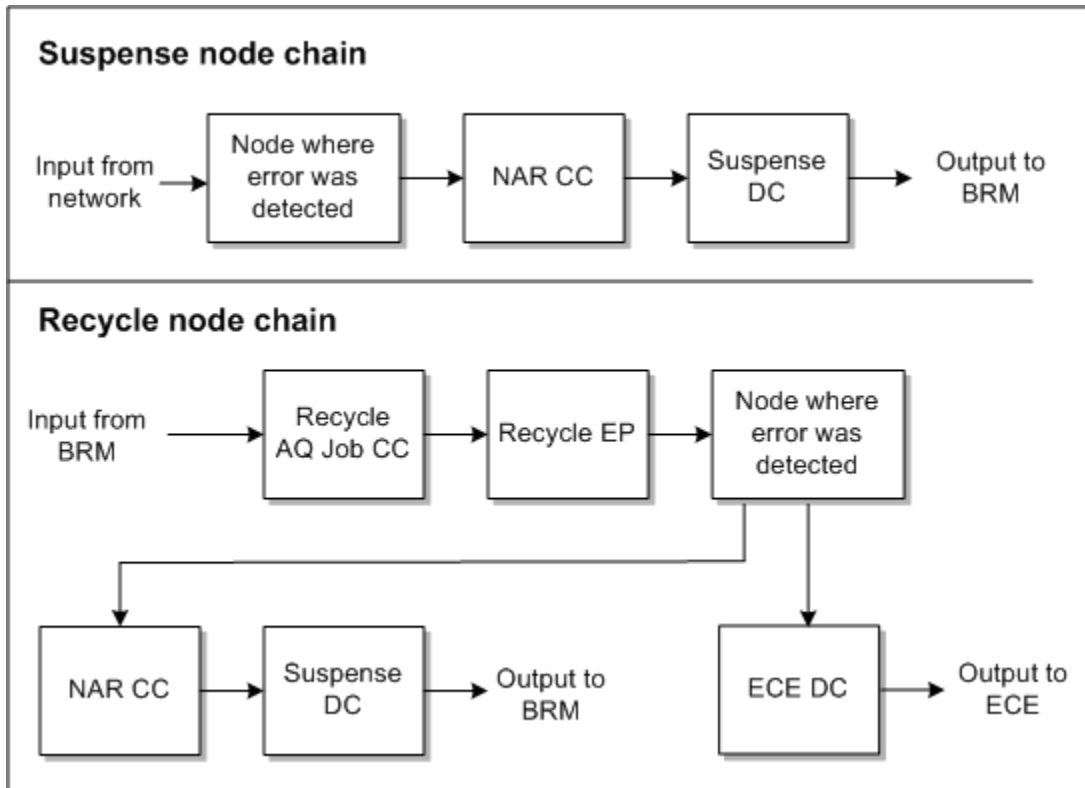 Suspense node chain
Input from
network
Node where
error was
detected
NAR CC
Suspense
DC
Output to
BRM
Recycle node chain
Input from
BRM
Recycle
AQ Job CC
Recycle EP
Node where
error was
detected
NAR CC
Suspense
DC
Output to
BRM
ECE DC
Output to
ECE